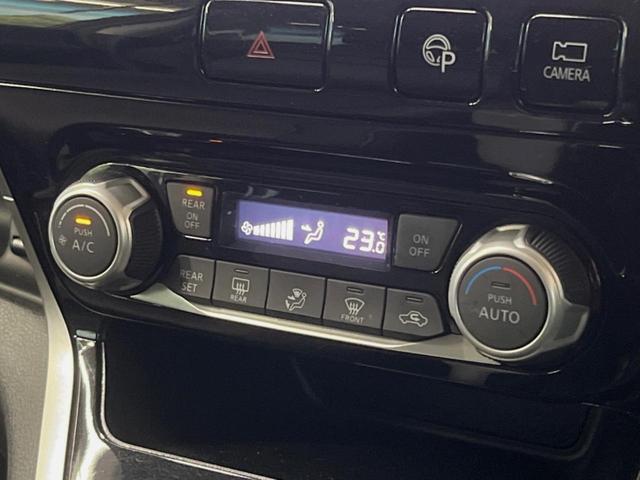 P
CAMERA
PUSH
A/C
REAR
ON
OFF
23.0
°C
ON
OFF
REAR
SET
REAR
FRONT
PUSH
AUTO